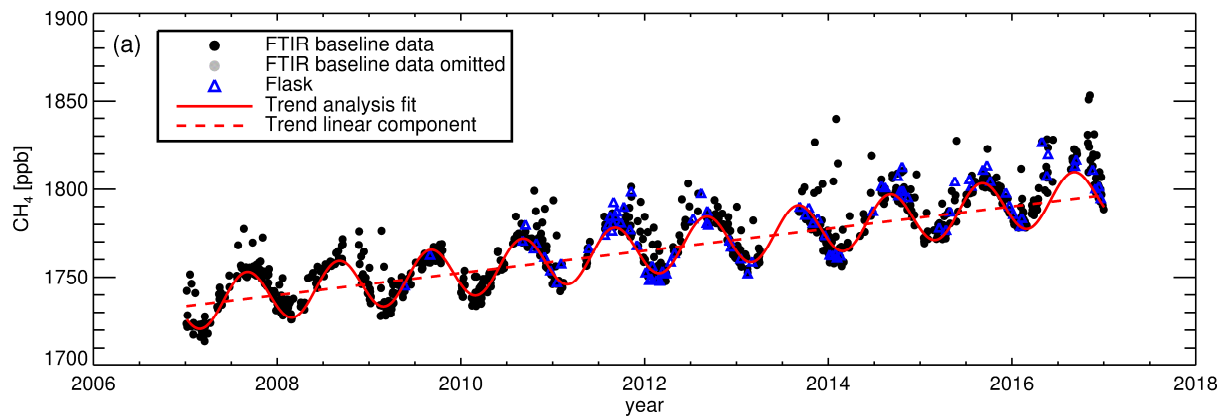 (a)
FTIR baseline data
FTIR baseline data omitted
Flask
Trend analysis fit
Trend linear component
CH4 [ppb]
1900
1850
1800
1750
1700
2006 2008 2010 2012 2014 2016 2018
year